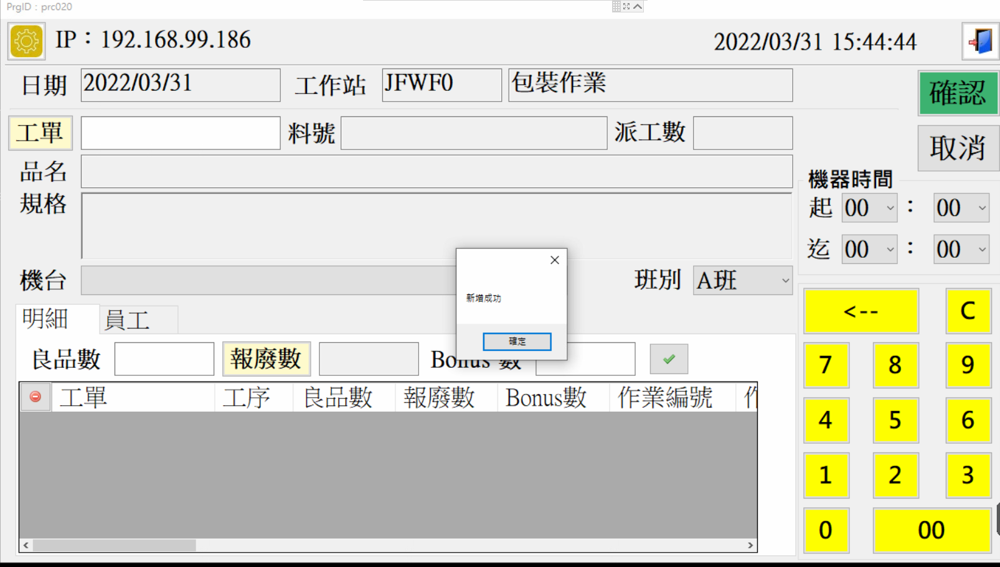 PrgID：prc020
IP：192.168.99.186
2022/03/31 15:44:44
日期
2022/03/31
工作站
JFWF0
包裝作業
確認
工單
料號
派工數
取消
品名
規格
機器時間
起
00
：
00
迄
00
：
00
機台
班別
A班
新增成功
確定
明細
員工
<--
C
良品數
報廢數
Bonus 數
7
8
9
工單
工序
良品數
報廢數
Bonus數
作業編號
4
5
6
1
2
3
0
00